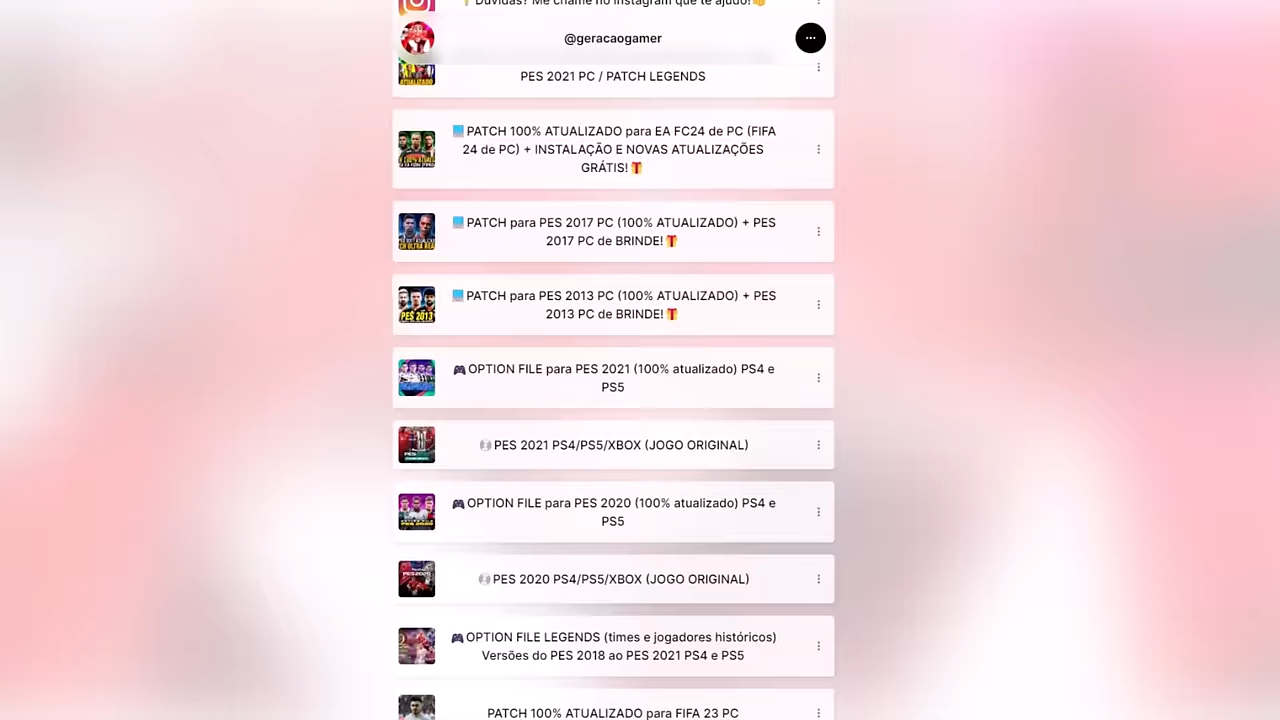 Dúvidas? Me chame no Instagram que te ajudo!
@geracaogamer
PES 2021 PC / PATCH LEGENDS
ATUALIZADO
PATCH 100% ATUALIZADO para EA FC24 de PC (FIFA
24 de PC) + INSTALAÇÃO E NOVAS ATUALIZAÇÕES
GRÁTIS!
PATCH para PES 2017 PC (100% ATUALIZADO) + PES
2017 PC de BRINDE!
PATCH para PES 2013 PC (100% ATUALIZADO) + PES
2013 PC de BRINDE!
PES 2013
OPTION FILE para PES 2021 (100% atualizado) PS4 e
PS5
PES 2021 PS4/PS5/XBOX (JOGO ORIGINAL)
OPTION FILE para PES 2020 (100% atualizado) PS4 e
PS5
PES 2020 PS4/PS5/XBOX (JOGO ORIGINAL)
OPTION FILE LEGENDS (times e jogadores históricos)
Versões do PES 2018 ao PES 2021 PS4 e PS5
PATCH 100% ATUALIZADO para FIFA 23 PC